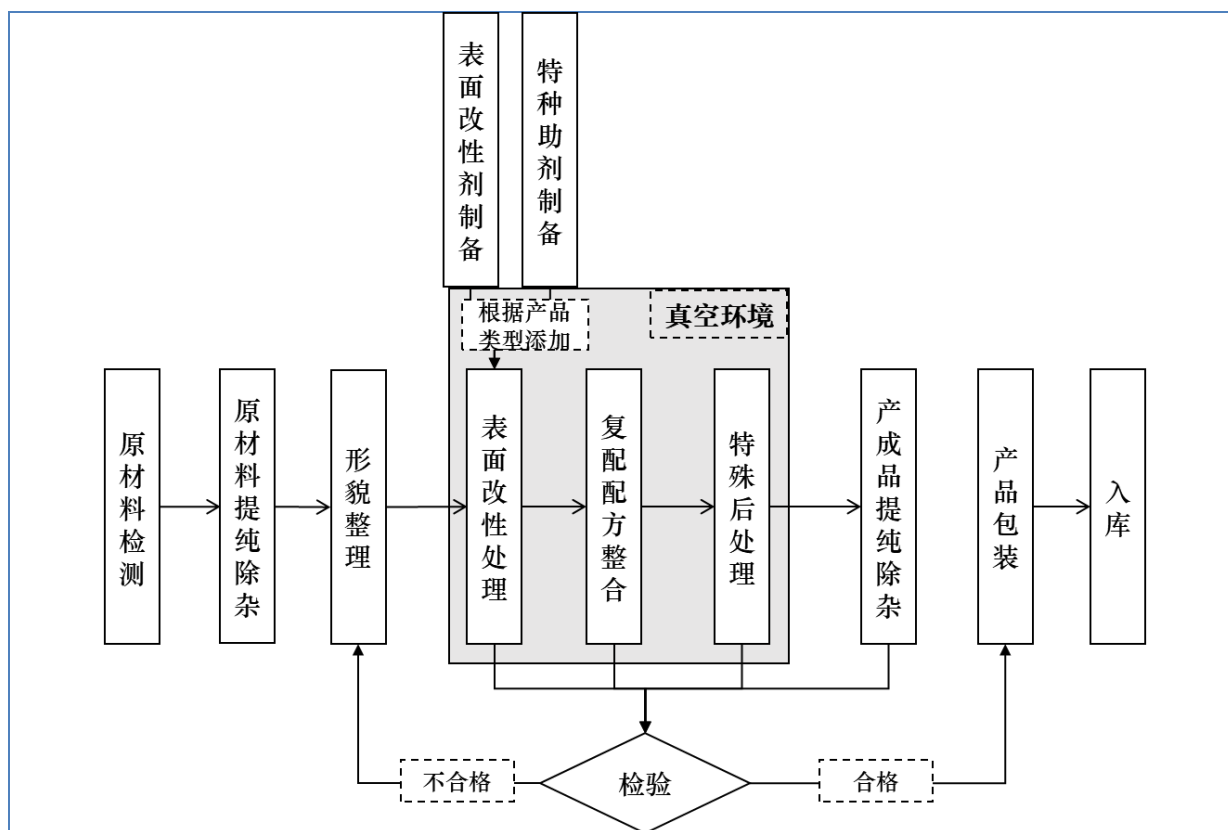 表面改性剂制备
特种助剂制备
根据产品
类型添加
真空环境
原材料检测
原材料提纯除杂
形貌整理
表面改性处理
复配配方整合
特殊后处理
产成品提纯除杂
产品包装
入库
不合格
检验
合格